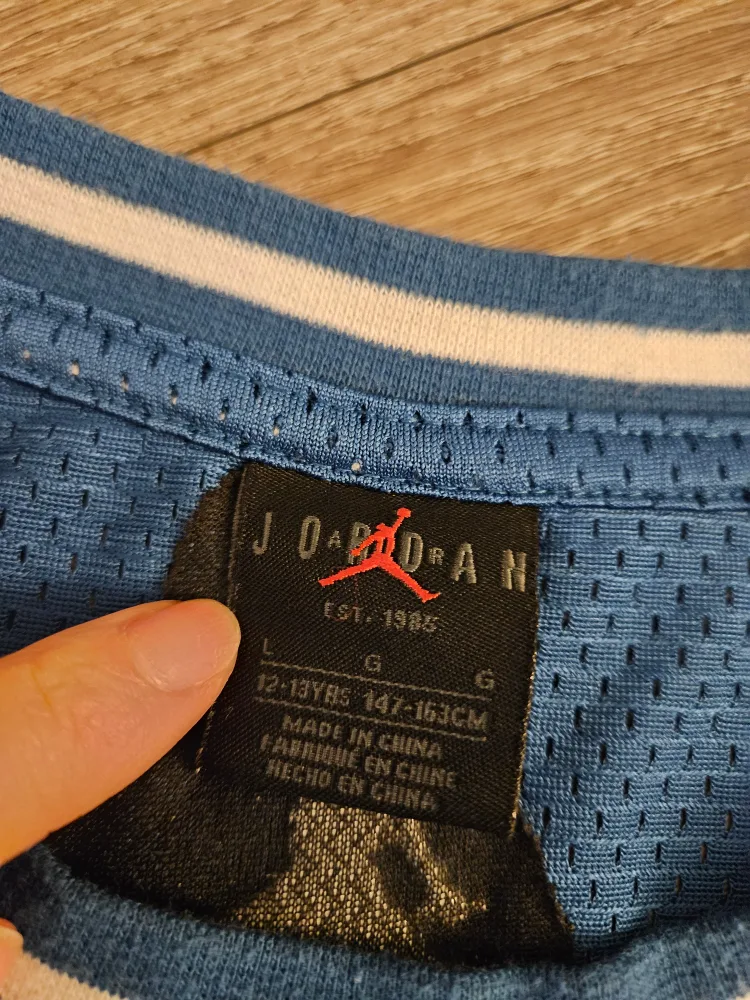 JORDAN
A R
EST. 1985
L G G
12-13YRS 147-163CM
MADE IN CHINA
FABRIQUÉ EN CHINE
HECHO EN CHINA